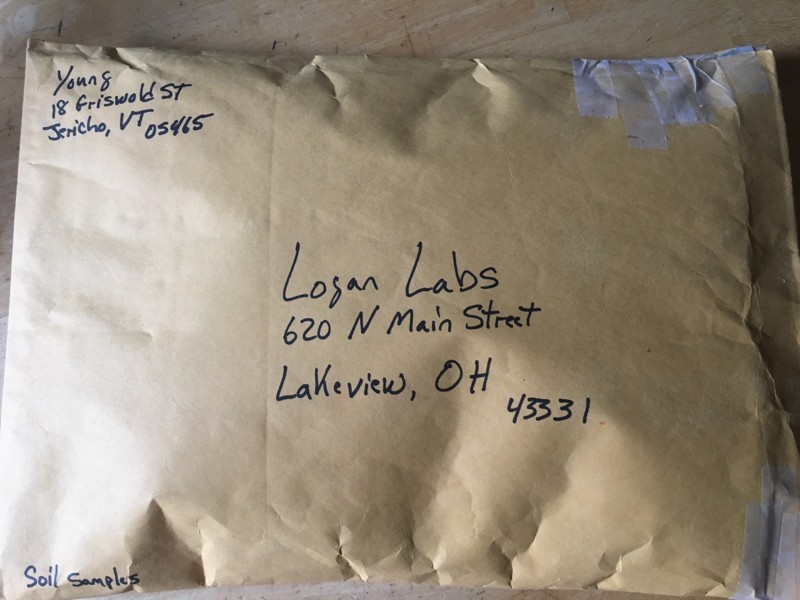 Young
18 Griswold ST
Jericho, VT 05465
Logan Labs
620 N Main Street
Lakeview, OH
43331
Soil samples